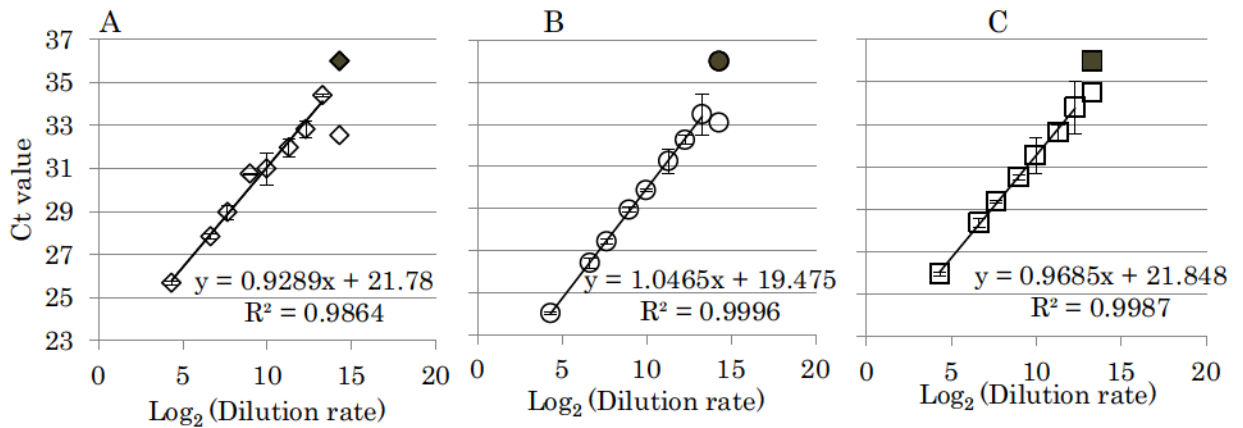 A
B
C
37
35
33
31
29
27
25
23
Ct value
y = 0.9289x + 21.78
R² = 0.9864
y = 1.0465x + 19.475
R² = 0.9996
y = 0.9685x + 21.848
R² = 0.9987
0 5 10 15 20
0 5 10 15 20
0 5 10 15 20
Log₂ (Dilution rate)
Log₂ (Dilution rate)
Log₂ (Dilution rate)